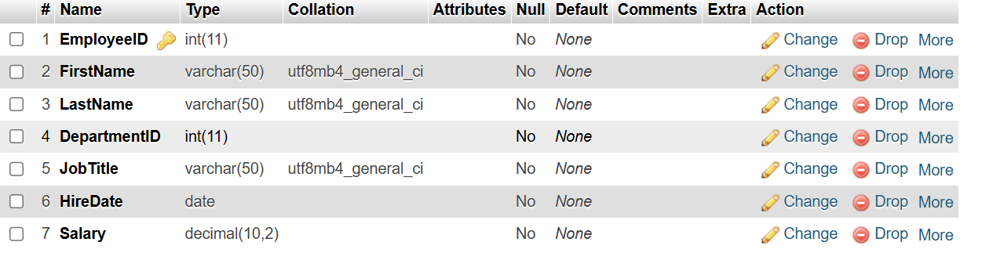 # Name Type Collation Attributes Null Default Comments Extra Action
1 EmployeeID int(11) No None Change Drop More
2 FirstName varchar(50) utf8mb4_general_ci No None Change Drop More
3 LastName varchar(50) utf8mb4_general_ci No None Change Drop More
4 DepartmentID int(11) No None Change Drop More
5 JobTitle varchar(50) utf8mb4_general_ci No None Change Drop More
6 HireDate date No None Change Drop More
7 Salary decimal(10,2) No None Change Drop More